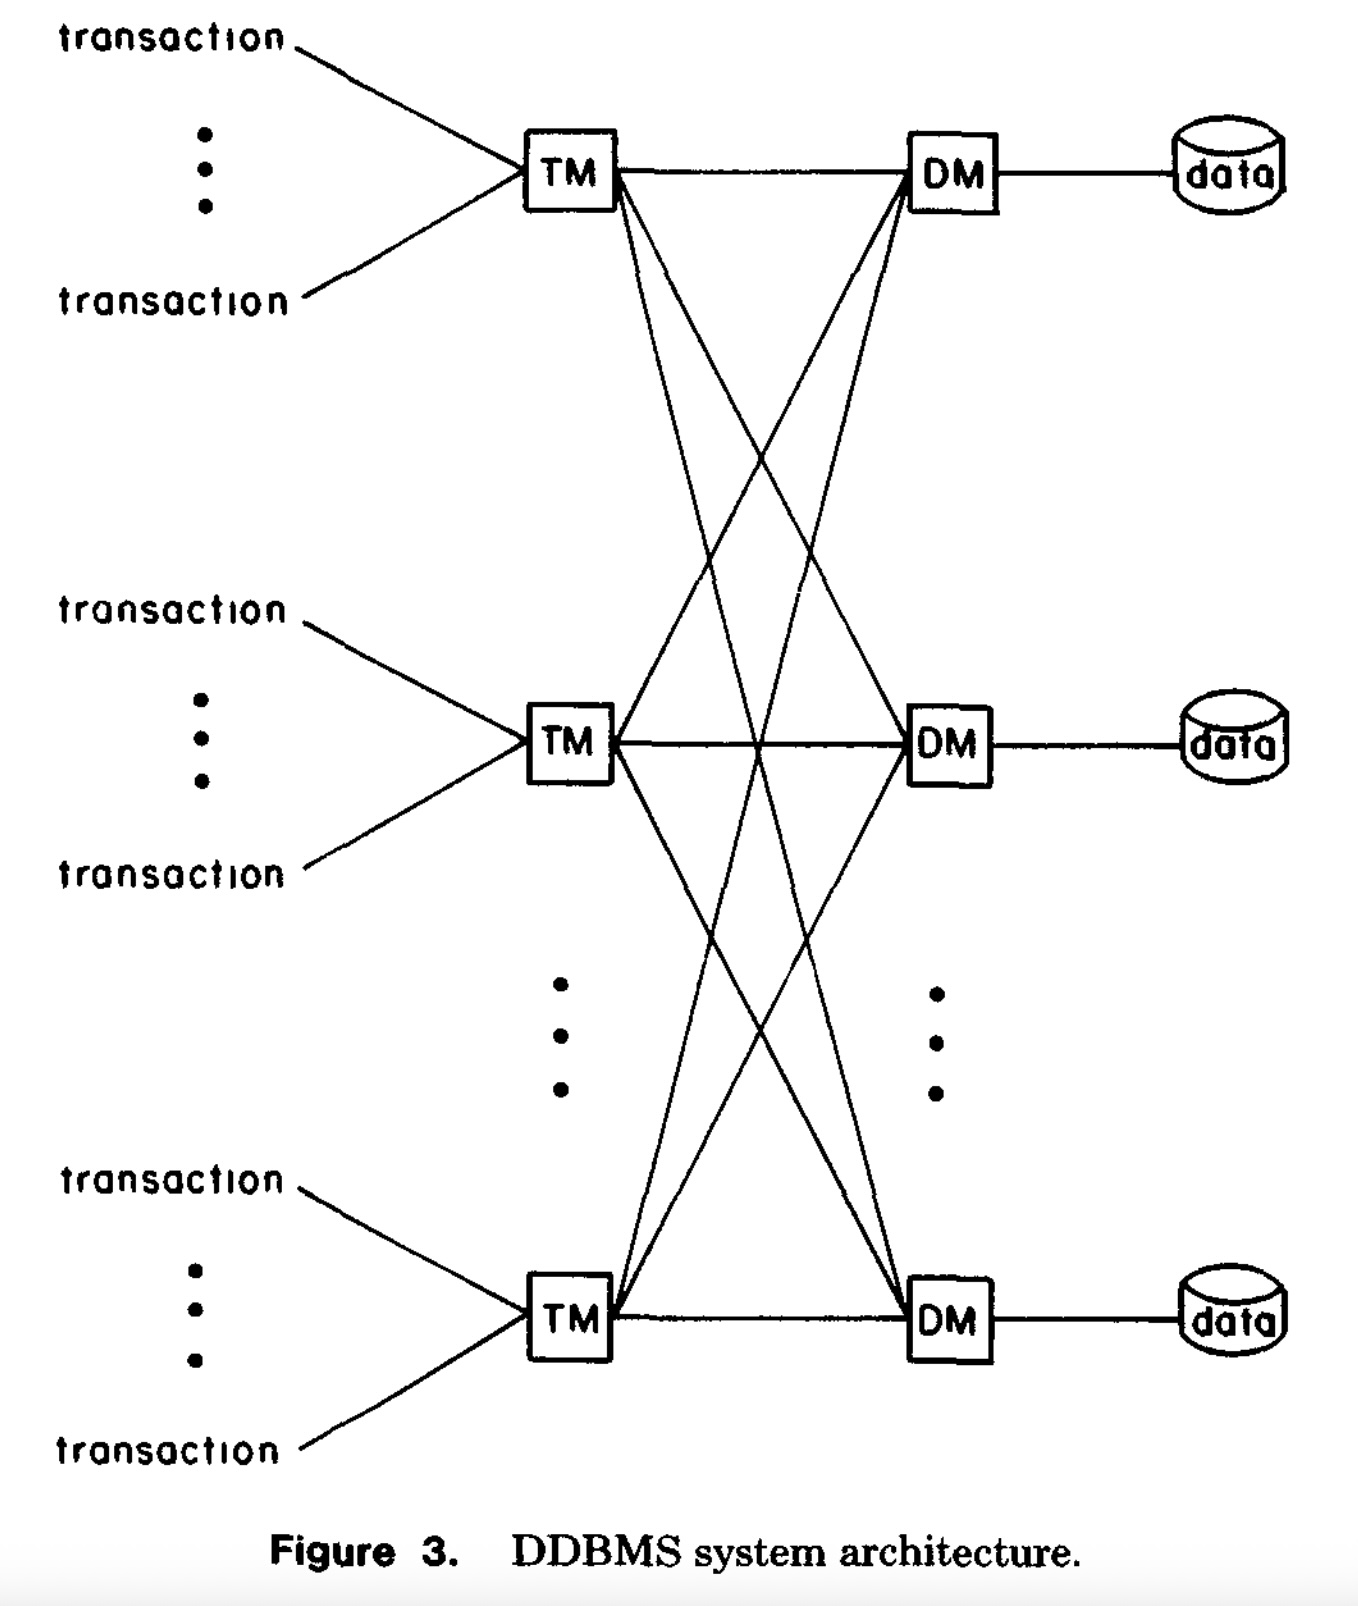 transaction
TM
DM
data
transaction
transaction
TM
DM
data
transaction
transaction
TM
DM
data
transaction
Figure 3. DDBMS system architecture.